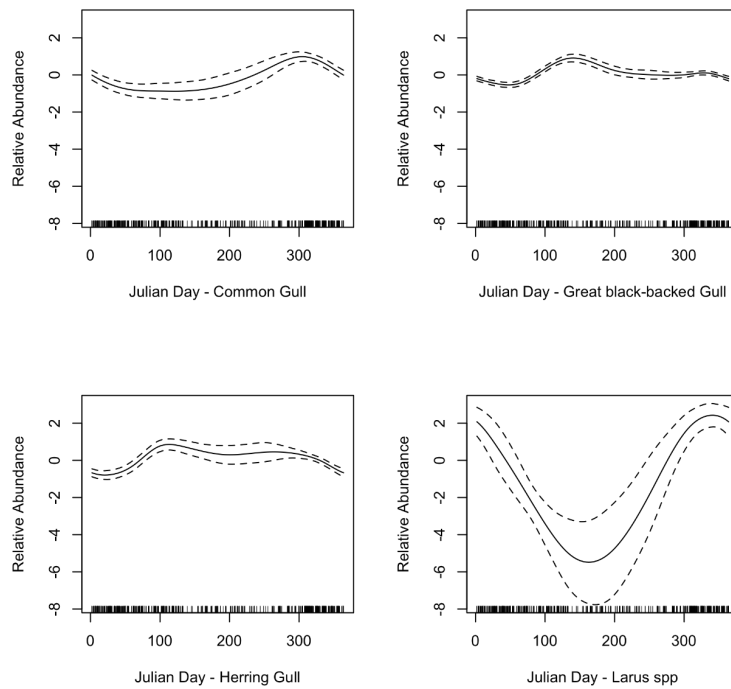 2
0
-2
-4
-6
-8
Relative Abundance
0 100 200 300
Julian Day - Common Gull
2
0
-2
-4
-6
-8
Relative Abundance
0 100 200 300
Julian Day - Great black-backed Gull
2
0
-2
-4
-6
-8
Relative Abundance
0 100 200 300
Julian Day - Herring Gull
2
0
-2
-4
-6
-8
Relative Abundance
0 100 200 300
Julian Day - Larus spp